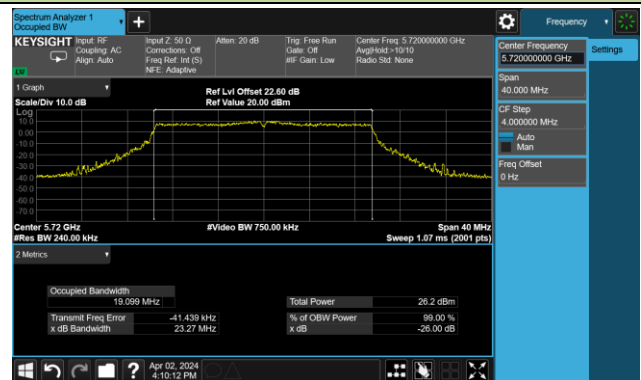 Spectrum Analyzer 1
Occupied BW
Frequency
KEYSIGHT
Input: RF
Coupling: AC
Align: Auto
Input Z: 50 Ω
Corrections: Off
Freq Ref: Int (S)
NFE: Adaptive
Atten: 20 dB
Trig: Free Run
Gate: Off
#IF Gain: Low
Center Freq: 5.720000000 GHz
Avg|Hold:>10/10
Radio Std: None
Center Frequency
5.720000000 GHz
Settings
Span
40.000 MHz
CF Step
4.000000 MHz
Auto
Man
Freq Offset
0 Hz
1 Graph
Ref Lvl Offset 22.60 dB
Scale/Div 10.0 dB
Ref Value 20.00 dBm
Log
10.0
0.00
-10.0
-20.0
-30.0
-40.0
-50.0
-60.0
-70.0
Center 5.72 GHz
#Video BW 750.00 kHz
Span 40 MHz
#Res BW 240.00 kHz
Sweep 1.07 ms (2001 pts)
2 Metrics
Occupied Bandwidth
19.099 MHz
Total Power
26.2 dBm
Transmit Freq Error
-41.439 kHz
% of OBW Power
99.00 %
x dB Bandwidth
23.27 MHz
x dB
-26.00 dB
Apr 02, 2024
4:10:12 PM